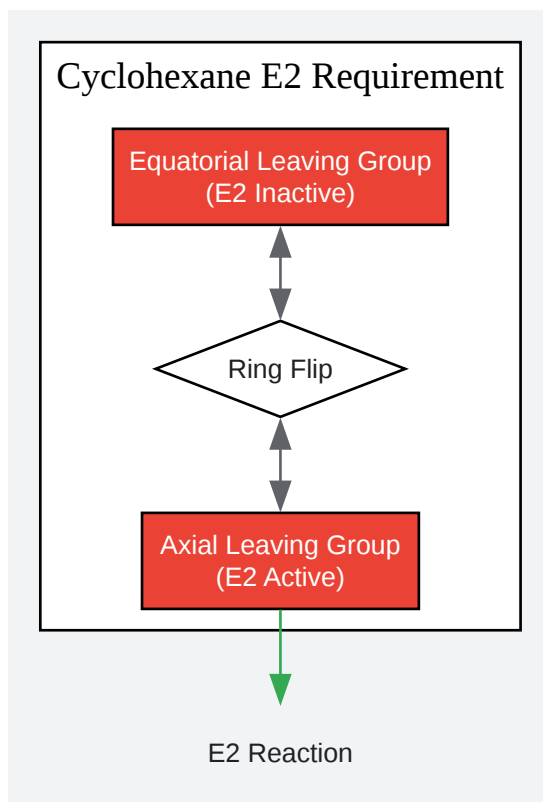 Cyclohexane E2 Requirement
Equatorial Leaving Group
(E2 Inactive)
Ring Flip
Axial Leaving Group
(E2 Active)
E2 Reaction